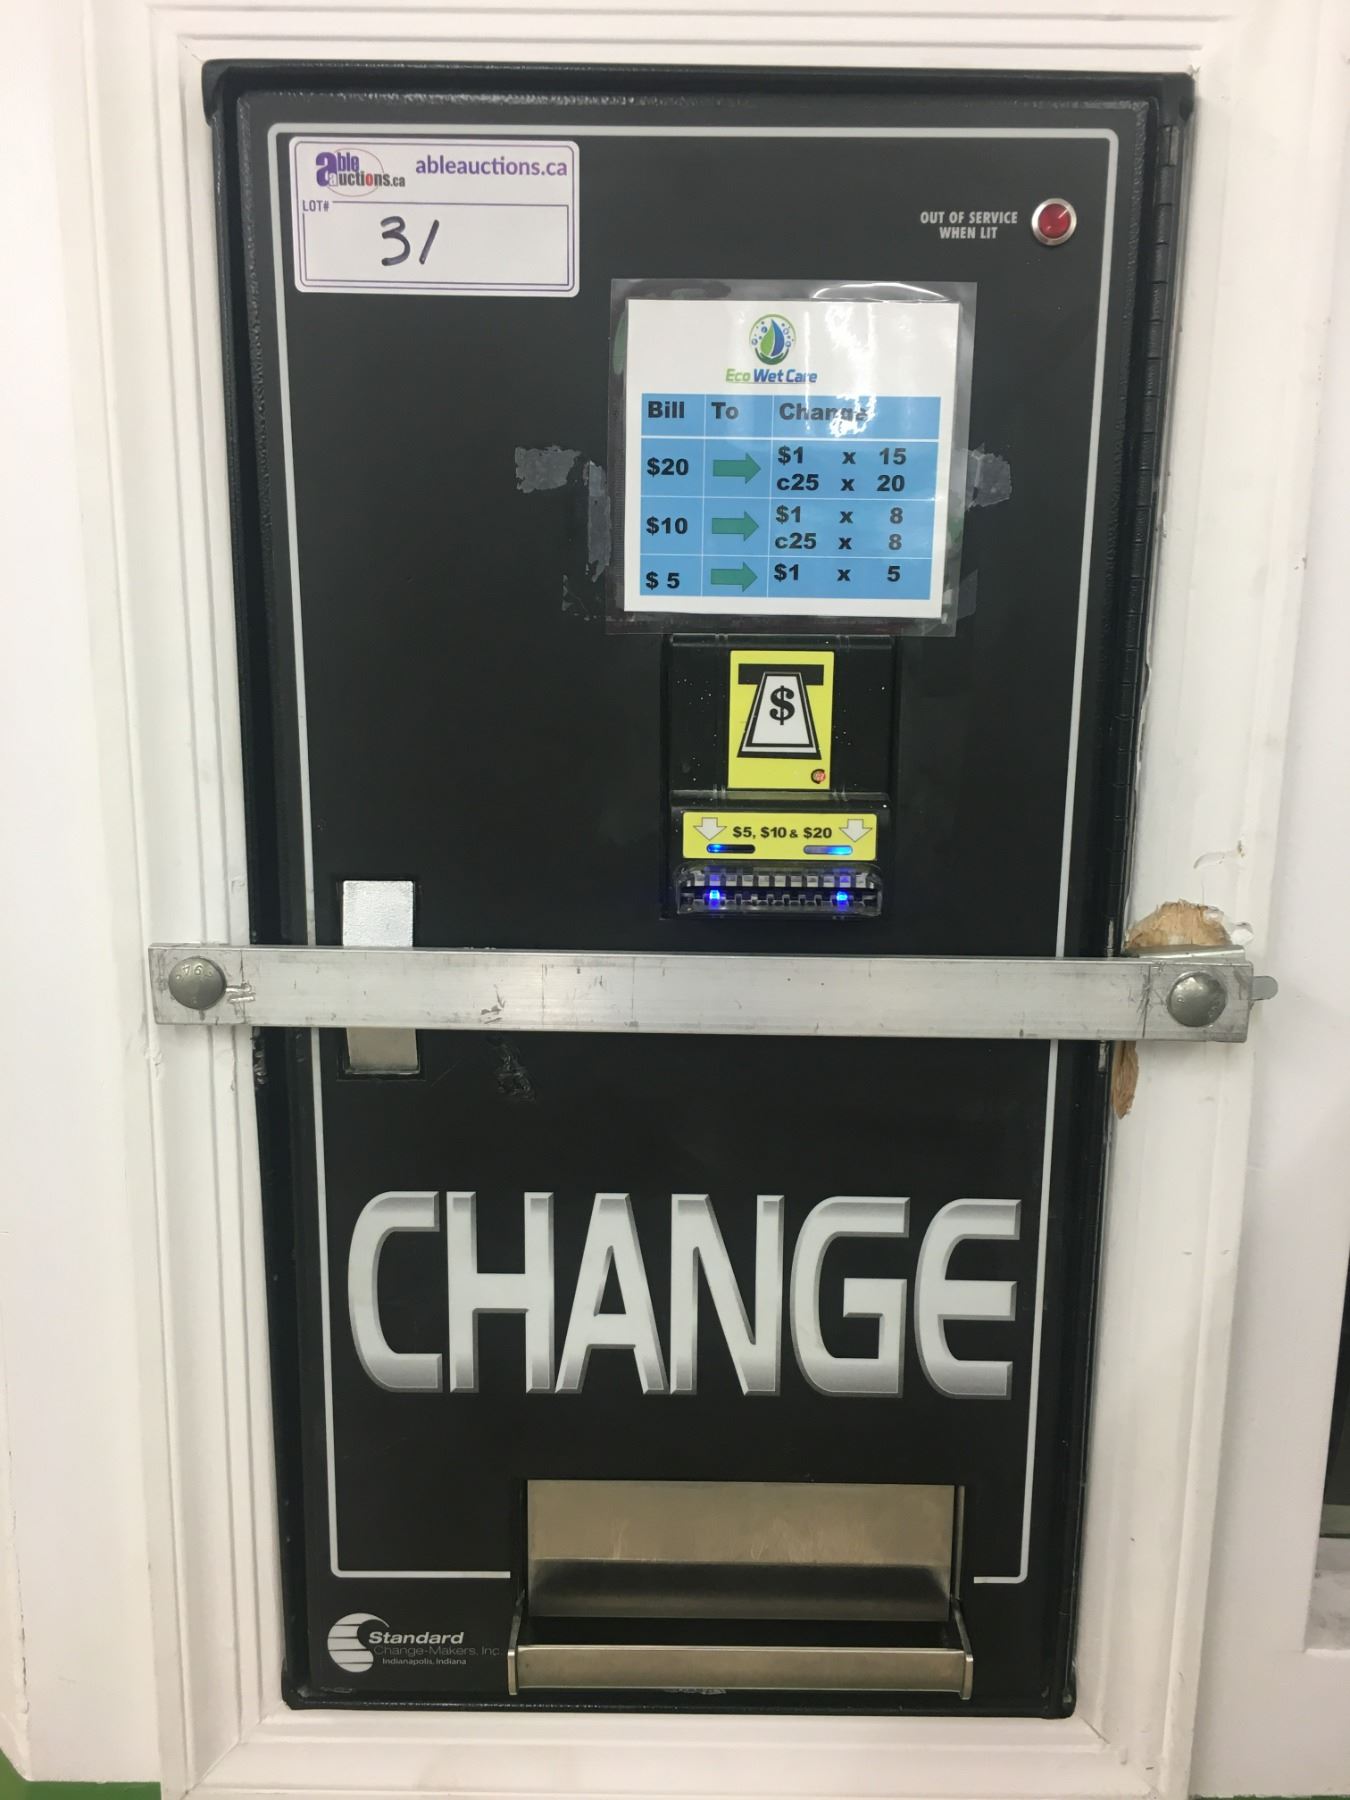 able auctions.ca
ableauctions.ca
LOT#
31
OUT OF SERVICE
WHEN LIT
Eco Wet Care
Bill To Change
$20 $1 x 15
c25 x 20
$10 $1 x 8
c25 x 8
$ 5 $1 x 5
$
$5, $10 & $20
CHANGE
Standard
Change-Makers, Inc.
Indianapolis, Indiana